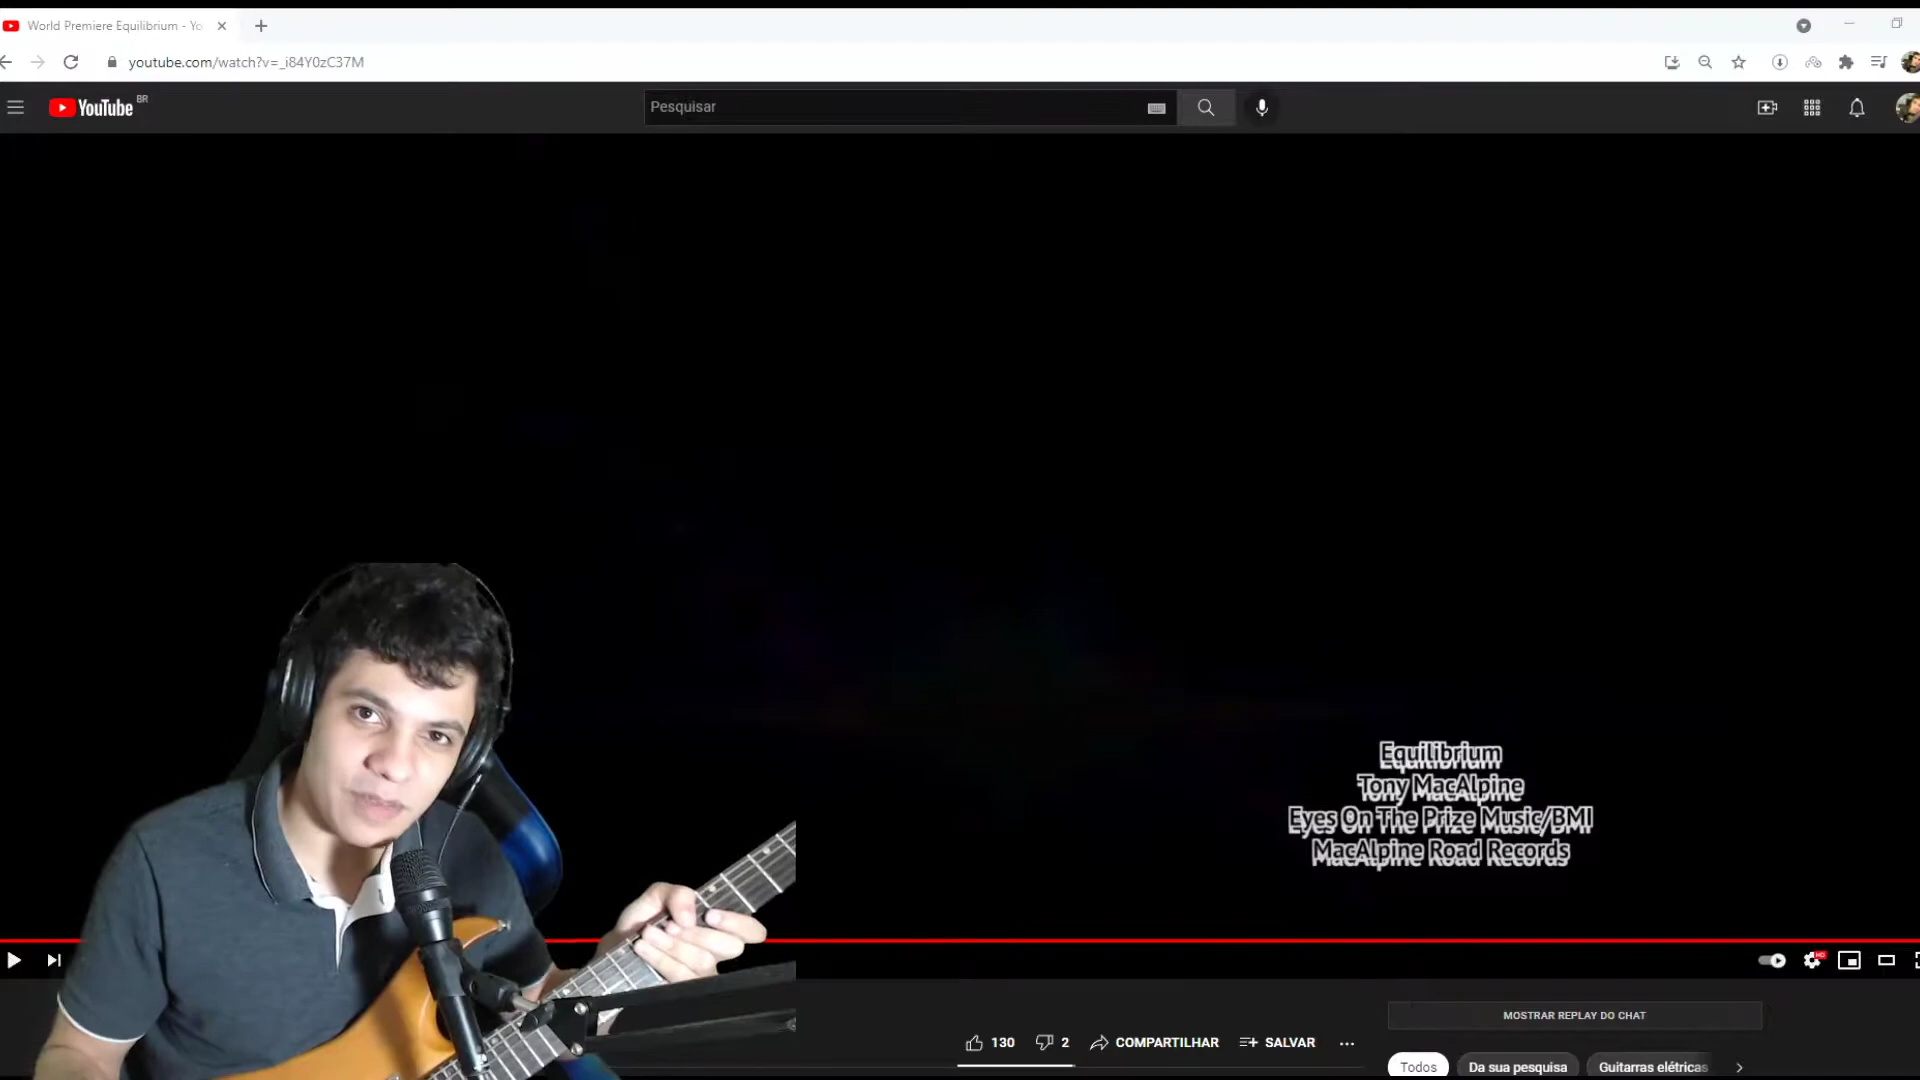 World Premiere Equilibrium - Yo
youtube.com/watch?v=_i84Y0zC37M
YouTube BR
Pesquisar
Equilibrium
Tony MacAlpine
Eyes On The Prize Music/BMI
MacAlpine Road Records
HD
130
2
COMPARTILHAR
SALVAR
MOSTRAR REPLAY DO CHAT
Todos
Da sua pesquisa
Guitarras elétricas